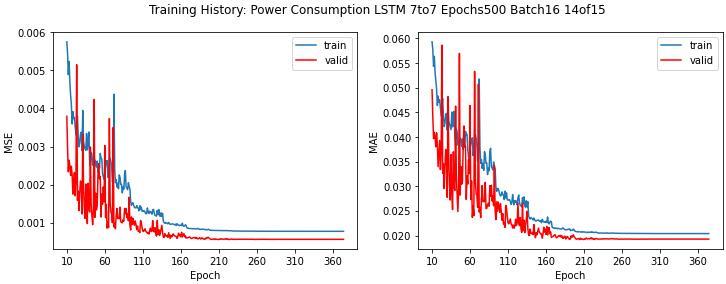 Training History: Power Consumption LSTM 7to7 Epochs500 Batch16 14of15
0.006
0.005
0.004
0.003
0.002
0.001
MSE
train
valid
10 60 110 160 210 260 310 360
Epoch
0.060
0.055
0.050
0.045
0.040
0.035
0.030
0.025
0.020
MAE
train
valid
10 60 110 160 210 260 310 360
Epoch